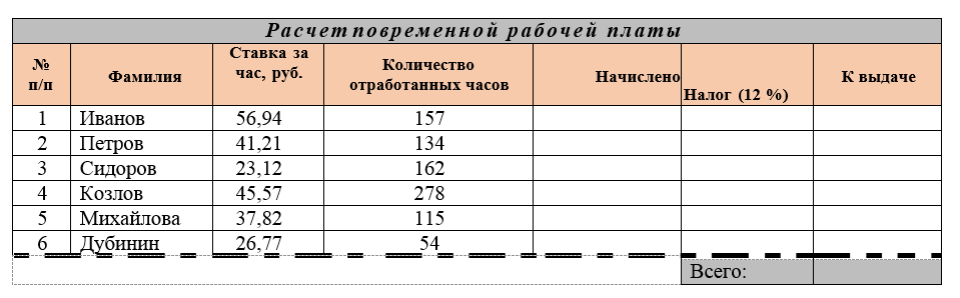 Расчет повременной рабочей платы
№ п/п Фамилия Ставка за час, руб. Количество отработанных часов Начислено Налог (12 %) К выдаче
1 Иванов 56,94 157
2 Петров 41,21 134
3 Сидоров 23,12 162
4 Козлов 45,57 278
5 Михайлова 37,82 115
6 Дубинин 26,77 54
Всего: